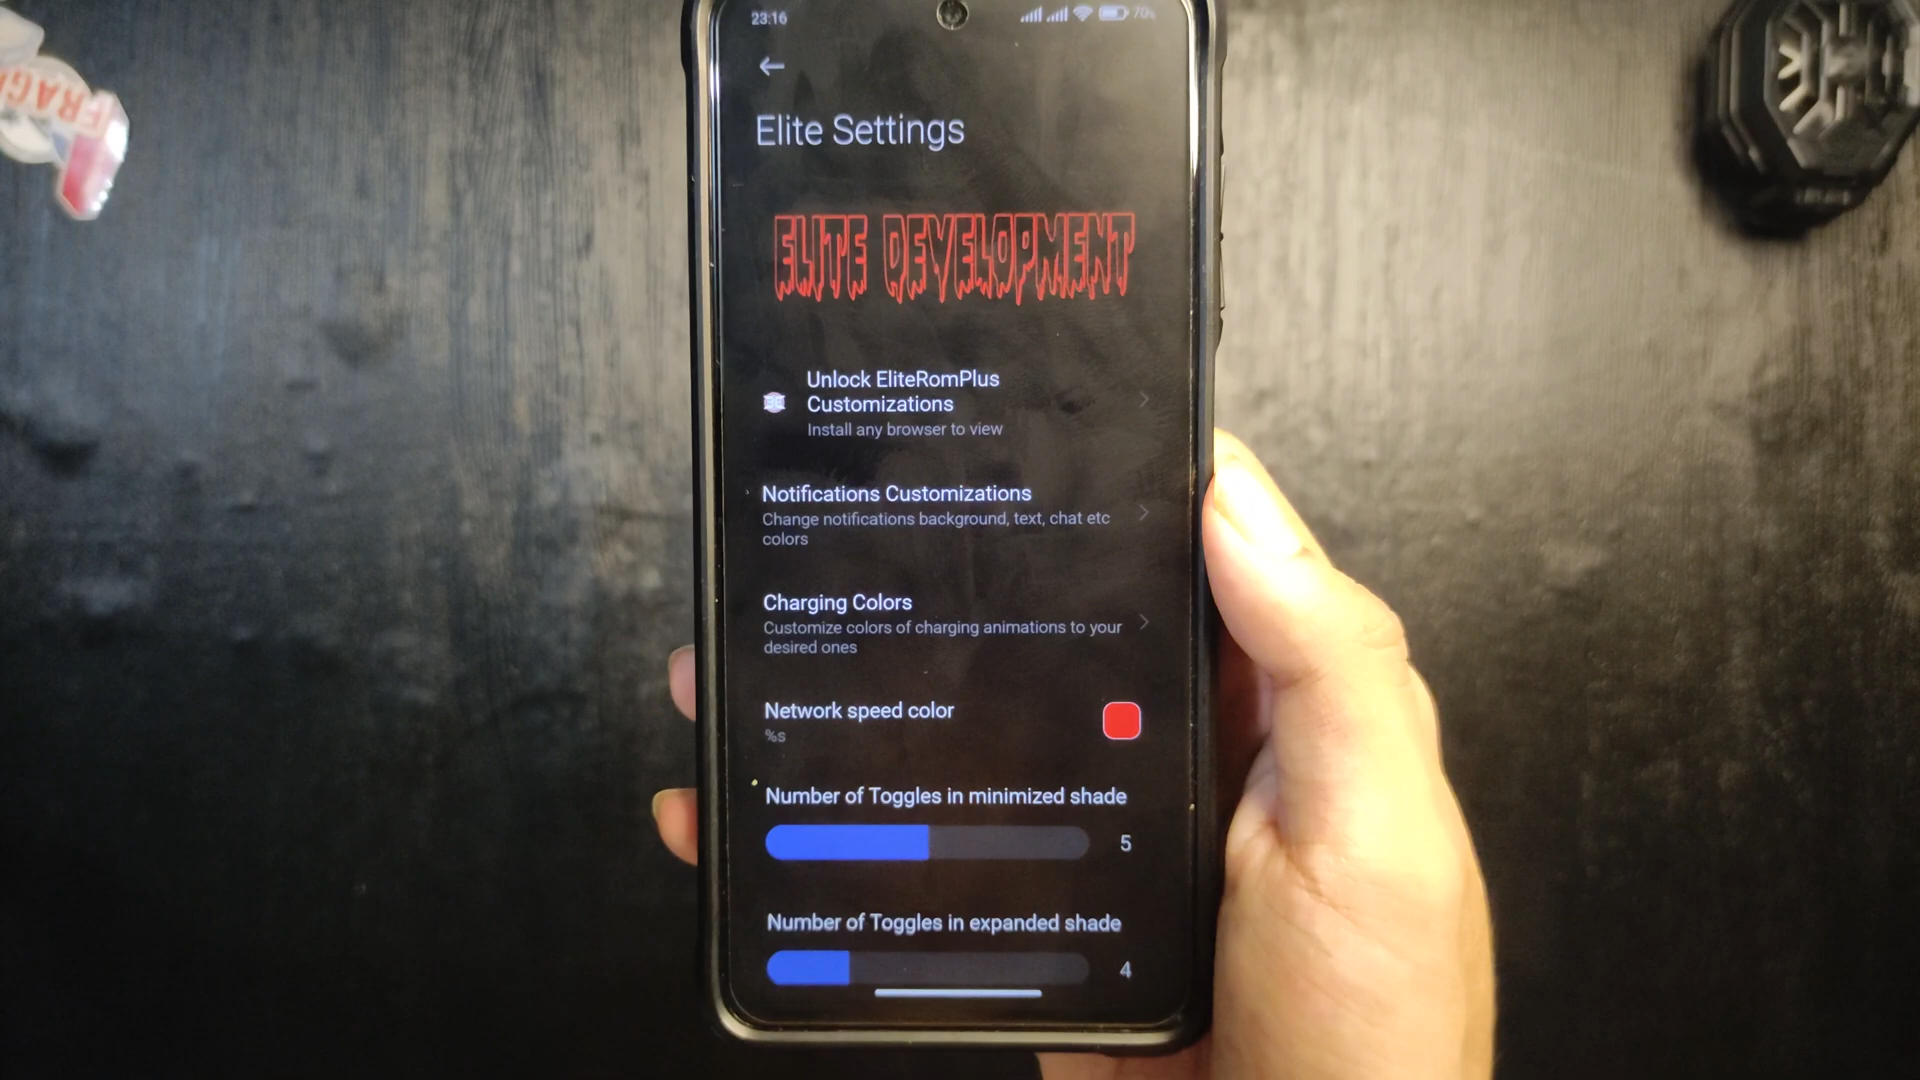 23:16
70%
Elite Settings
ELITE DEVELOPMENT
Unlock EliteRomPlus
Customizations
Install any browser to view
Notifications Customizations
Change notifications background, text, chat etc
colors
Charging Colors
Customize colors of charging animations to your
desired ones
Network speed color
%s
Number of Toggles in minimized shade
5
Number of Toggles in expanded shade
4